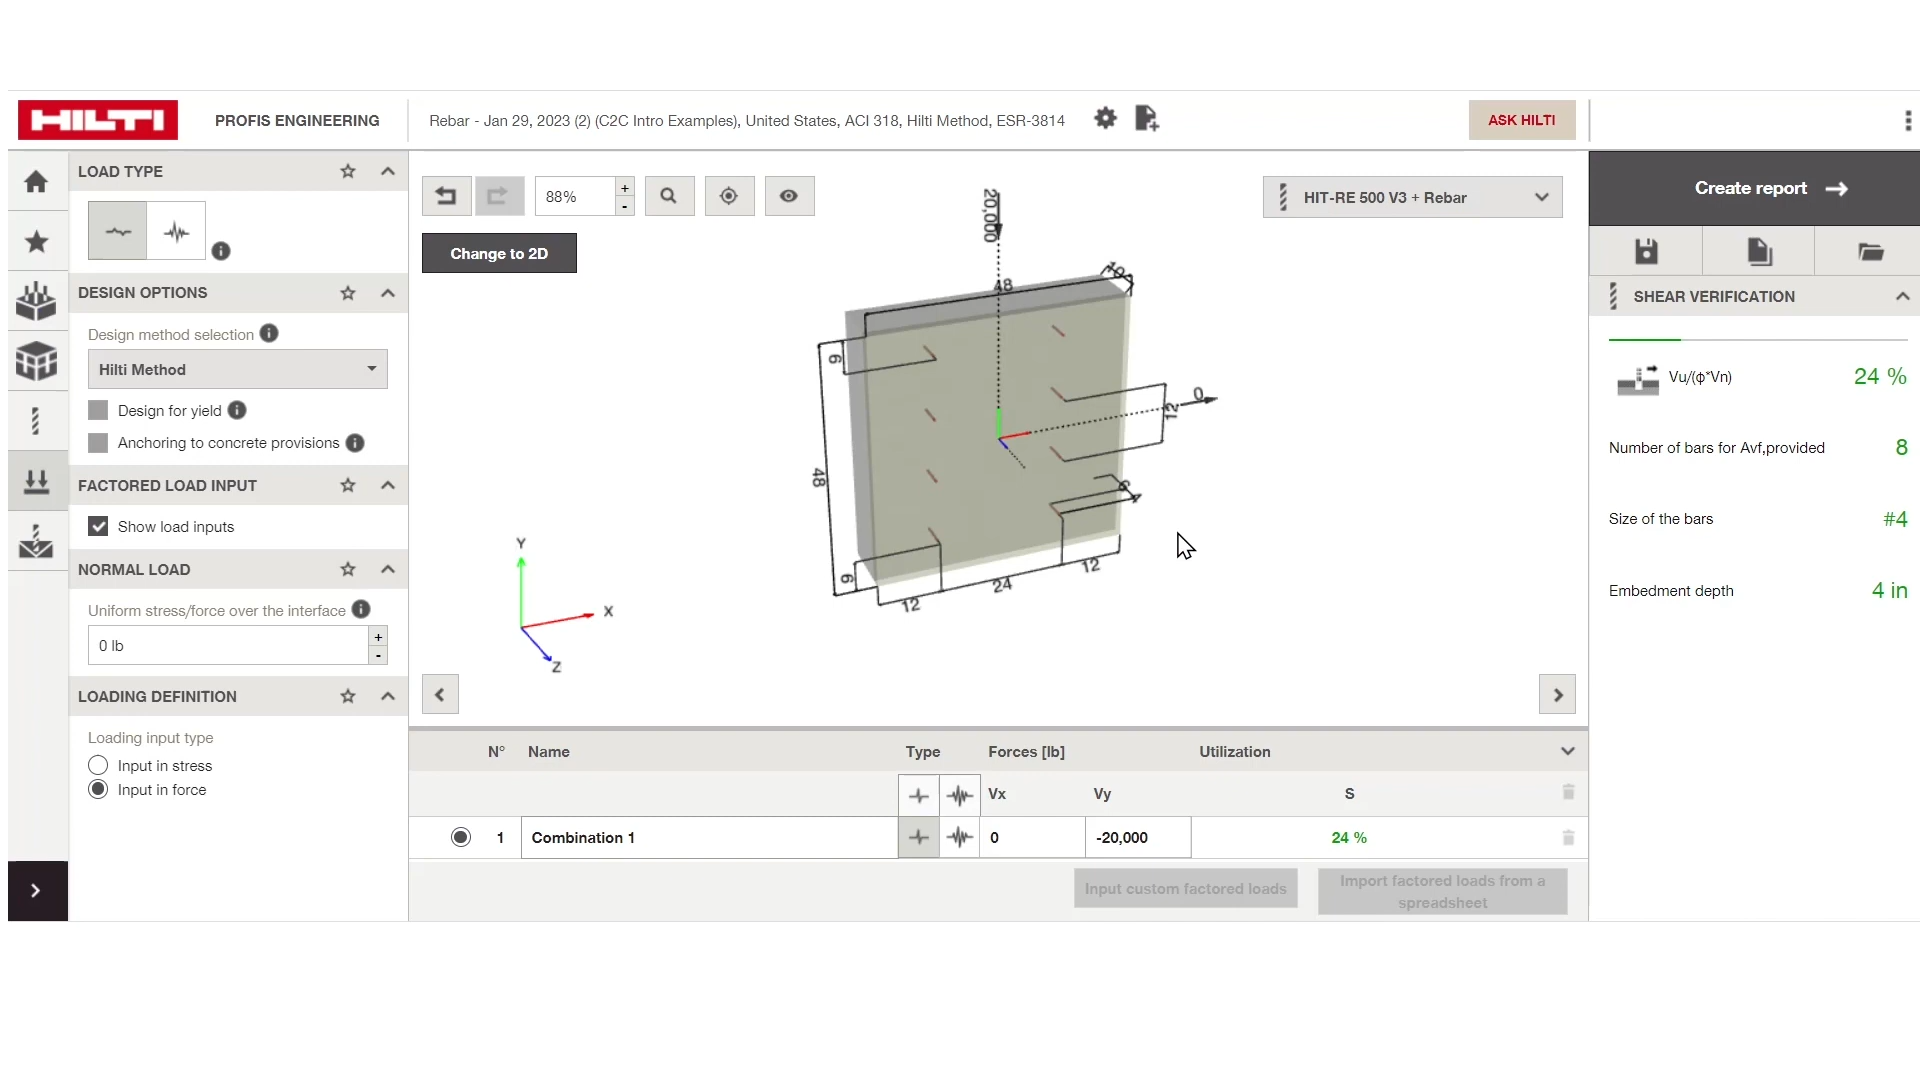 HILTI
PROFIS ENGINEERING
Rebar - Jan 29, 2023 (2) (C2C Intro Examples), United States, ACI 318, Hilti Method, ESR-3814
ASK HILTI
LOAD TYPE
DESIGN OPTIONS
Design method selection
Hilti Method
Design for yield
Anchoring to concrete provisions
FACTORED LOAD INPUT
Show load inputs
NORMAL LOAD
Uniform stress/force over the interface
0 lb
+
-
LOADING DEFINITION
Loading input type
Input in stress
Input in force
88%
+
-
HIT-RE 500 V3 + Rebar
Change to 2D
20,000
48
10
6
0
12
48
6
12
24
12
Y
X
Z
N° Name Type Forces [lb] Utilization
Vx Vy S
1 Combination 1 0 -20,000 24 %
Input custom factored loads
Import factored loads from a
spreadsheet
Create report
SHEAR VERIFICATION
Vu/(ϕ*Vn) 24 %
Number of bars for Avf,provided 8
Size of the bars #4
Embedment depth 4 in